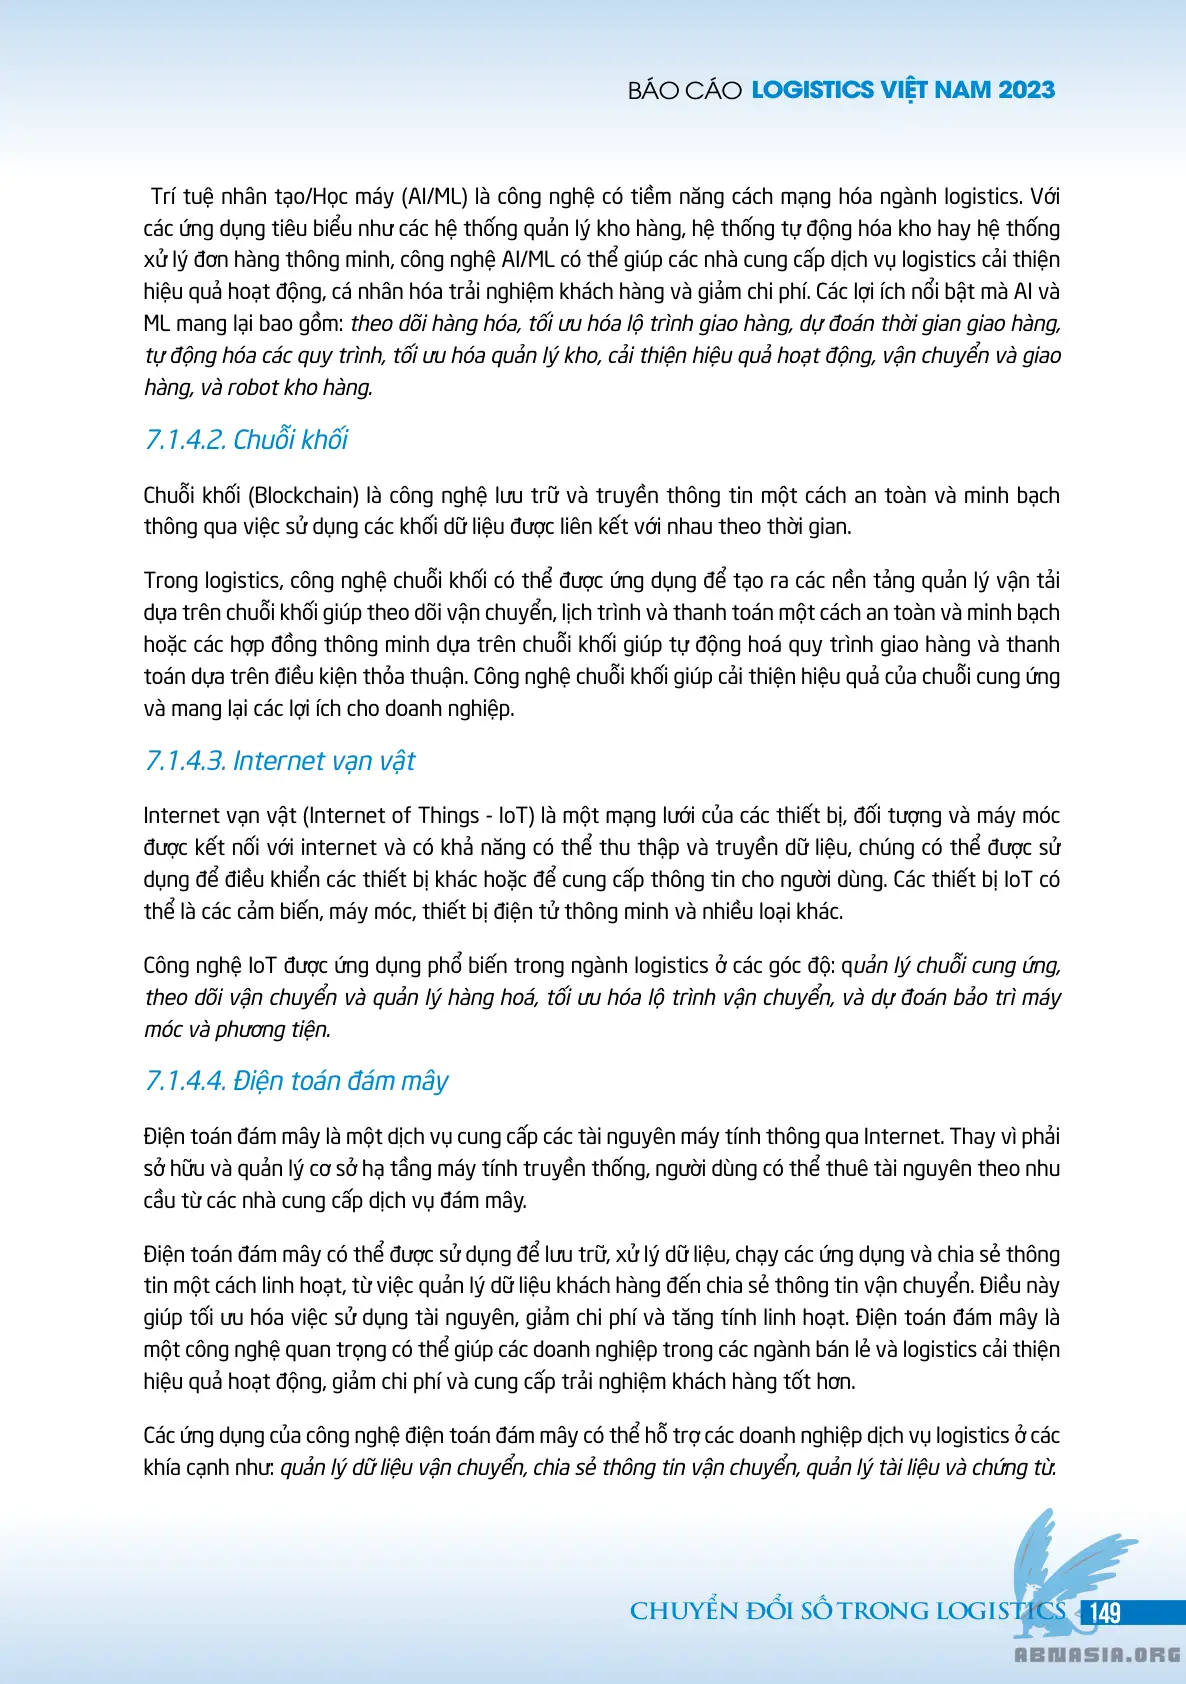 BÁO CÁO LOGISTICS VIỆT NAM 2023
Trí tuệ nhân tạo/Học máy (AI/ML) là công nghệ có tiềm năng cách mạng hóa ngành logistics. Với
các ứng dụng tiêu biểu như các hệ thống quản lý kho hàng, hệ thống tự động hóa kho hay hệ thống
xử lý đơn hàng thông minh, công nghệ AI/ML có thể giúp các nhà cung cấp dịch vụ logistics cải thiện
hiệu quả hoạt động, cá nhân hóa trải nghiệm khách hàng và giảm chi phí. Các lợi ích nổi bật mà AI và
ML mang lại bao gồm: theo dõi hàng hóa, tối ưu hóa lộ trình giao hàng, dự đoán thời gian giao hàng,
tự động hóa các quy trình, tối ưu hóa quản lý kho, cải thiện hiệu quả hoạt động, vận chuyển và giao
hàng, và robot kho hàng.
7.1.4.2. Chuỗi khối
Chuỗi khối (Blockchain) là công nghệ lưu trữ và truyền thông tin một cách an toàn và minh bạch
thông qua việc sử dụng các khối dữ liệu được liên kết với nhau theo thời gian.
Trong logistics, công nghệ chuỗi khối có thể được ứng dụng để tạo ra các nền tảng quản lý vận tải
dựa trên chuỗi khối giúp theo dõi vận chuyển, lịch trình và thanh toán một cách an toàn và minh bạch
hoặc các hợp đồng thông minh dựa trên chuỗi khối giúp tự động hoá quy trình giao hàng và thanh
toán dựa trên điều kiện thỏa thuận. Công nghệ chuỗi khối giúp cải thiện hiệu quả của chuỗi cung ứng
và mang lại các lợi ích cho doanh nghiệp.
7.1.4.3. Internet vạn vật
Internet vạn vật (Internet of Things - IoT) là một mạng lưới của các thiết bị, đối tượng và máy móc
được kết nối với internet và có khả năng có thể thu thập và truyền dữ liệu, chúng có thể được sử
dụng để điều khiển các thiết bị khác hoặc để cung cấp thông tin cho người dùng. Các thiết bị IoT có
thể là các cảm biến, máy móc, thiết bị điện tử thông minh và nhiều loại khác.
Công nghệ IoT được ứng dụng phổ biến trong ngành logistics ở các góc độ: quản lý chuỗi cung ứng,
theo dõi vận chuyển và quản lý hàng hoá, tối ưu hóa lộ trình vận chuyển, và dự đoán bảo trì máy
móc và phương tiện.
7.1.4.4. Điện toán đám mây
Điện toán đám mây là một dịch vụ cung cấp các tài nguyên máy tính thông qua Internet. Thay vì phải
sở hữu và quản lý cơ sở hạ tầng máy tính truyền thống, người dùng có thể thuê tài nguyên theo nhu
cầu từ các nhà cung cấp dịch vụ đám mây.
Điện toán đám mây có thể được sử dụng để lưu trữ, xử lý dữ liệu, chạy các ứng dụng và chia sẻ thông
tin một cách linh hoạt, từ việc quản lý dữ liệu khách hàng đến chia sẻ thông tin vận chuyển. Điều này
giúp tối ưu hóa việc sử dụng tài nguyên, giảm chi phí và tăng tính linh hoạt. Điện toán đám mây là
một công nghệ quan trọng có thể giúp các doanh nghiệp trong các ngành bán lẻ và logistics cải thiện
hiệu quả hoạt động, giảm chi phí và cung cấp trải nghiệm khách hàng tốt hơn.
Các ứng dụng của công nghệ điện toán đám mây có thể hỗ trợ các doanh nghiệp dịch vụ logistics ở các
khía cạnh như: quản lý dữ liệu vận chuyển, chia sẻ thông tin vận chuyển, quản lý tài liệu và chứng từ.
CHUYỂN ĐỔI SỐ TRONG LOGISTICS 149
ABNASIA.ORG